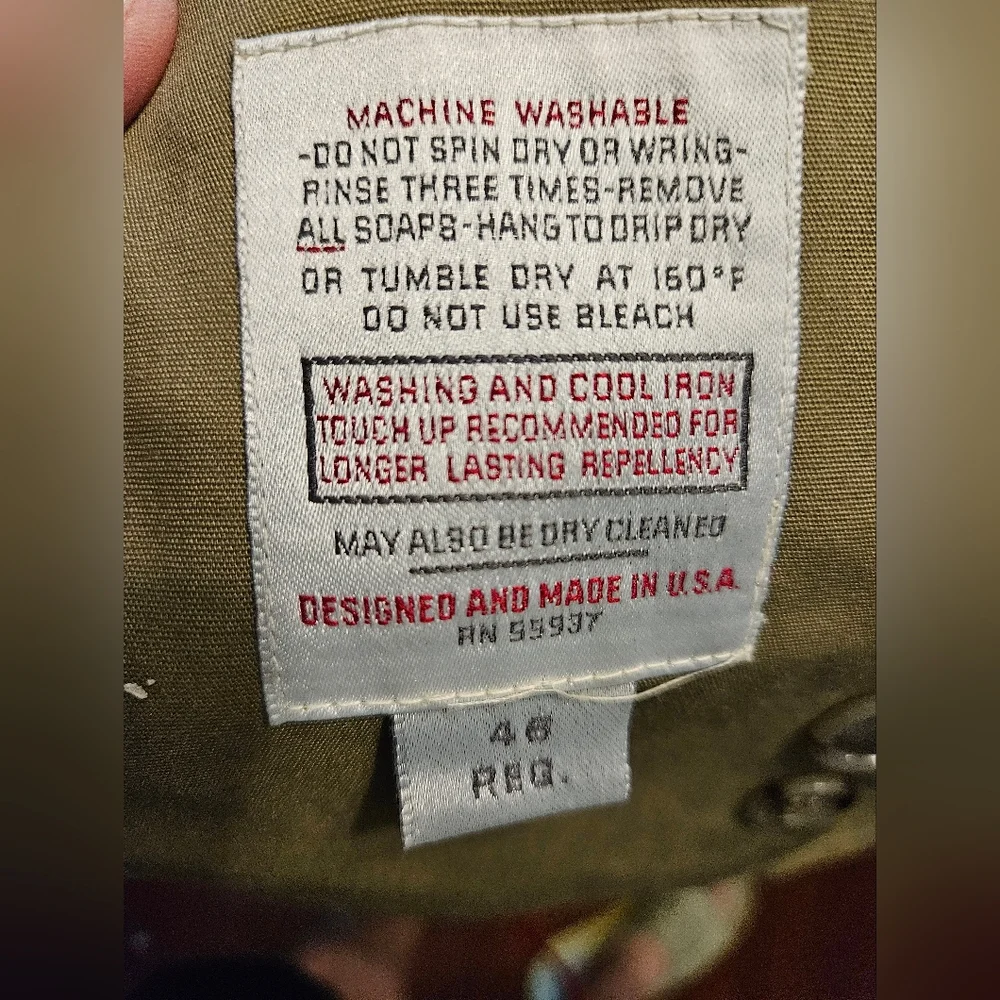 MACHINE WASHABLE
-DO NOT SPIN DRY OR WRING-
RINSE THREE TIMES-REMOVE
ALL SOAPS-HANG TO DRIP DRY
OR TUMBLE DRY AT 160°F
DO NOT USE BLEACH
WASHING AND COOL IRON
TOUCH UP RECOMMENDED FOR
LONGER LASTING REPELLENCY
MAY ALSO BE DRY CLEANED
DESIGNED AND MADE IN U.S.A.
RN 55937
46
REG.